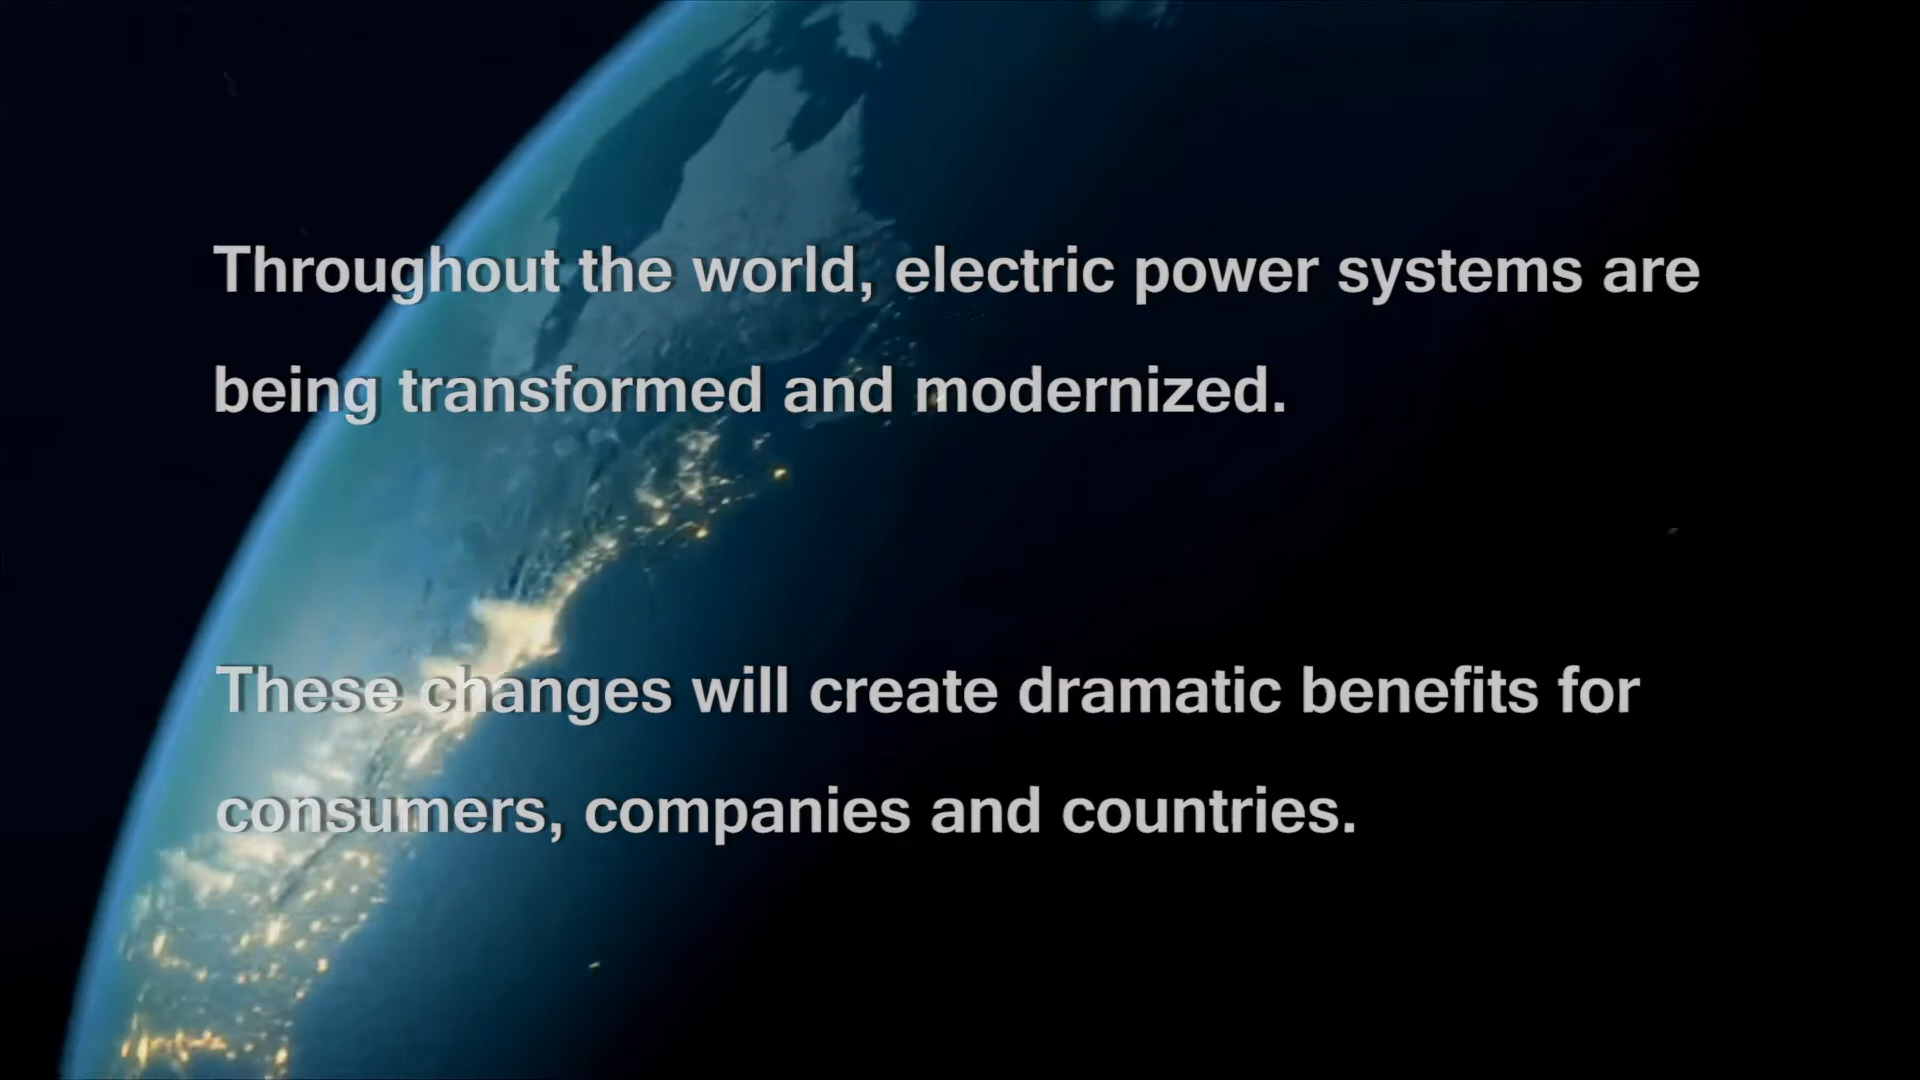 Throughout the world, electric power systems are
being transformed and modernized.
These changes will create dramatic benefits for
consumers, companies and countries.